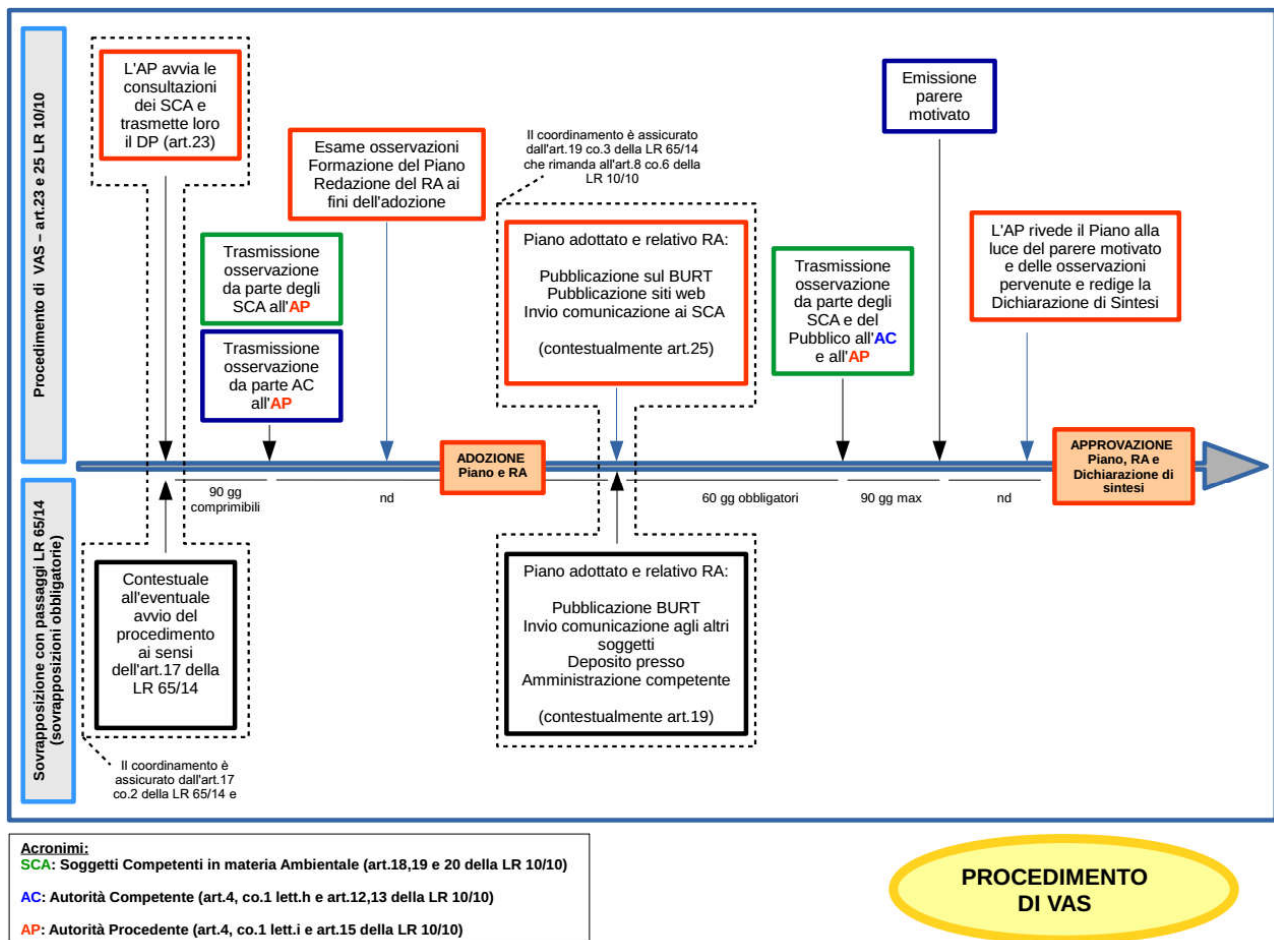 Procedimento di VAS – art.23 e 25 LR 10/10
L'AP avvia le
consultazioni
dei SCA e
trasmette loro
il DP (art.23)
Trasmissione
osservazione
da parte degli
SCA all'AP
Trasmissione
osservazione
da parte AC
all'AP
Esame osservazioni
Formazione del Piano
Redazione del RA ai
fini dell'adozione
Il coordinamento è assicurato
dall'art.19 co.3 della LR 65/14
che rimanda all'art.8 co.6 della
LR 10/10
Piano adottato e relativo RA:
Pubblicazione sul BURT
Pubblicazione siti web
Invio comunicazione ai SCA
(contestualmente art.25)
Trasmissione
osservazione
da parte degli
SCA e del
Pubblico all'AC
e all'AP
Emissione
parere
motivato
L'AP rivede il Piano alla
luce del parere motivato
e delle osservazioni
pervenute e redige la
Dichiarazione di Sintesi
ADOZIONE
Piano e RA
APPROVAZIONE
Piano, RA e
Dichiarazione di
sintesi
90 gg
comprimibili
nd
60 gg obbligatori
90 gg max
nd
Sovrapposizione con passaggi LR 65/14
(sovrapposizioni obbligatorie)
Contestuale
all'eventuale
avvio del
procedimento
ai sensi
dell'art.17 della
LR 65/14
Il coordinamento è
assicurato dall'art.17
co.2 della LR 65/14 e
Piano adottato e relativo RA:
Pubblicazione BURT
Invio comunicazione agli altri
soggetti
Deposito presso
Amministrazione competente
(contestualmente art.19)
Acronimi:
SCA: Soggetti Competenti in materia Ambientale (art.18,19 e 20 della LR 10/10)
AC: Autorità Competente (art.4, co.1 lett.h e art.12,13 della LR 10/10)
AP: Autorità Procedente (art.4, co.1 lett.i e art.15 della LR 10/10)
PROCEDIMENTO
DI VAS